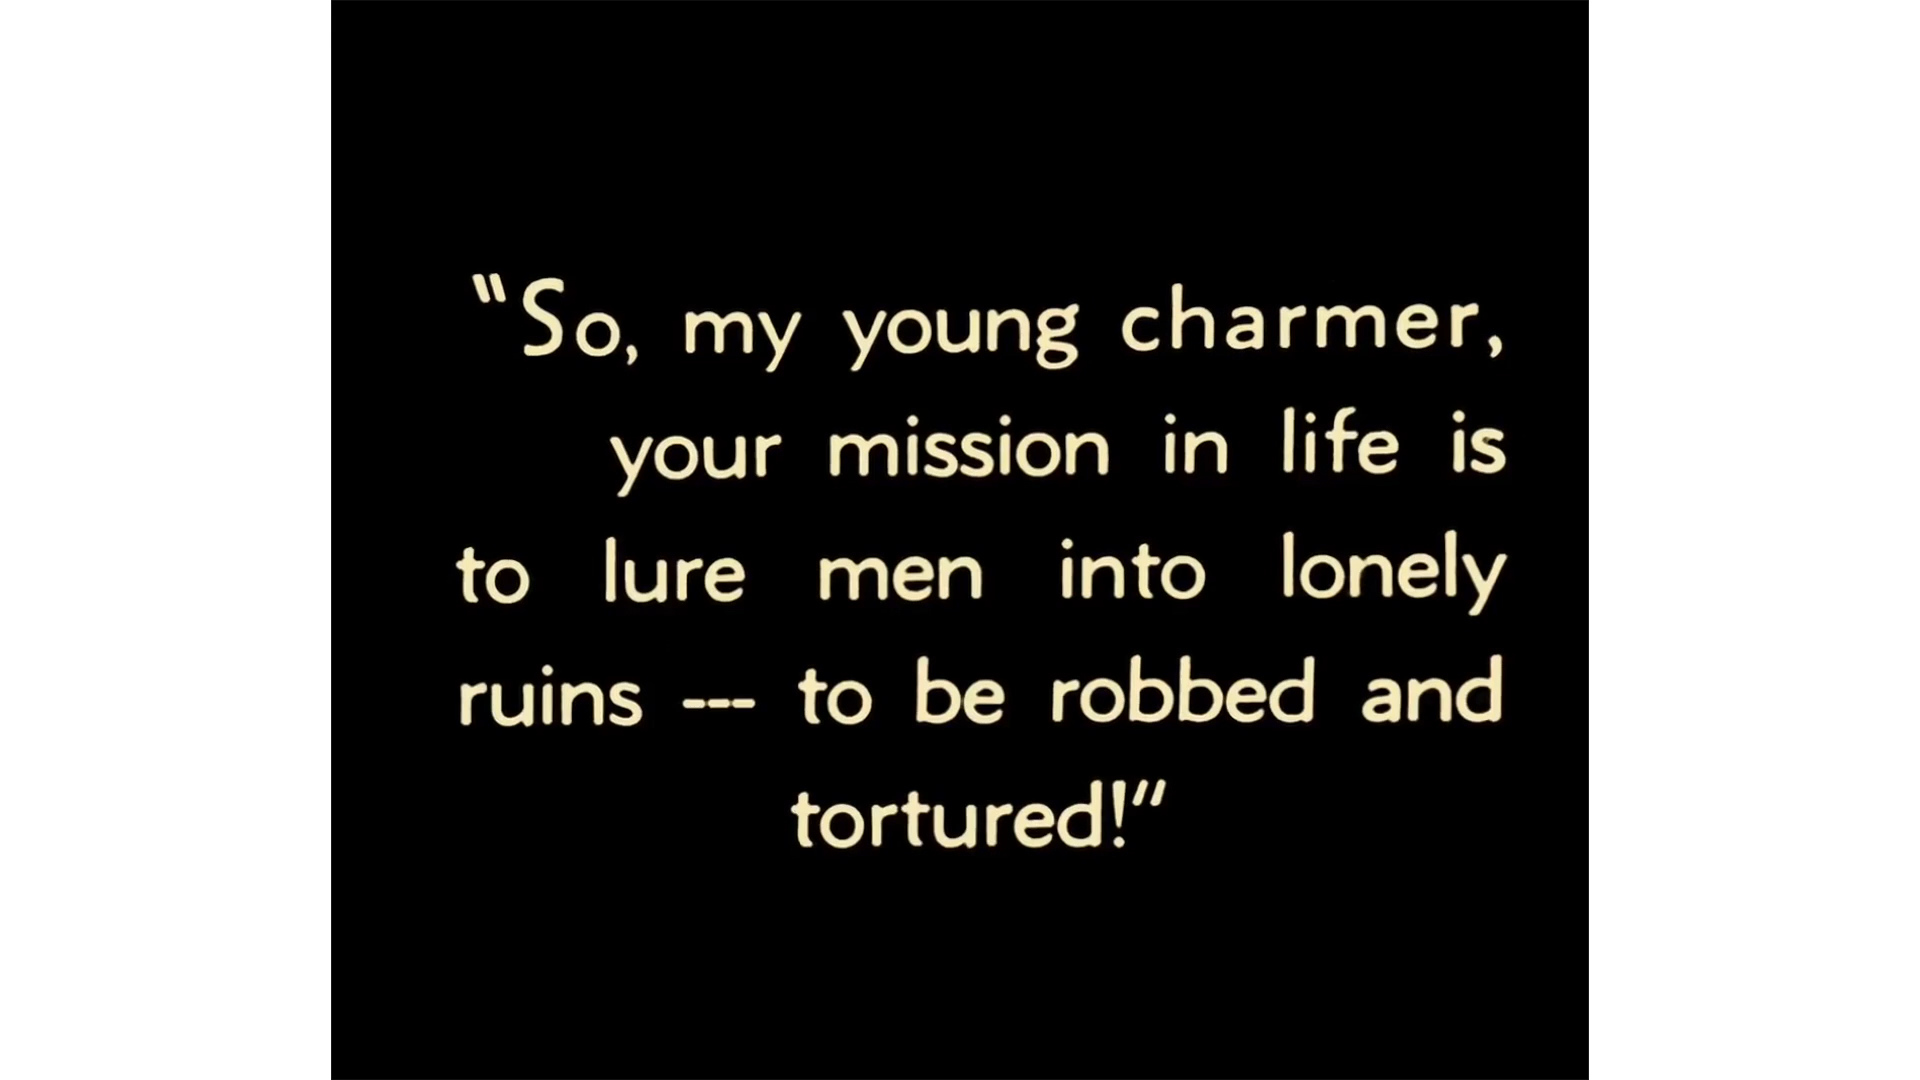 “So, my young charmer,
your mission in life is
to lure men into lonely
ruins --- to be robbed and
tortured!”